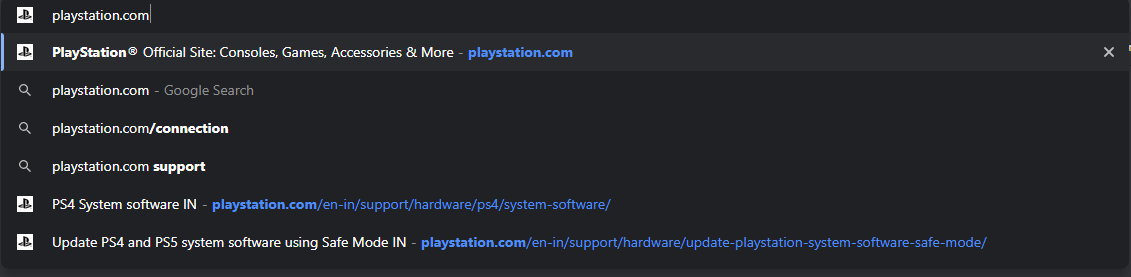 playstation.com
PlayStation® Official Site: Consoles, Games, Accessories & More - playstation.com
playstation.com - Google Search
playstation.com/connection
playstation.com support
PS4 System software IN - playstation.com/en-in/support/hardware/ps4/system-software/
Update PS4 and PS5 system software using Safe Mode IN - playstation.com/en-in/support/hardware/update-playstation-system-software-safe-mode/